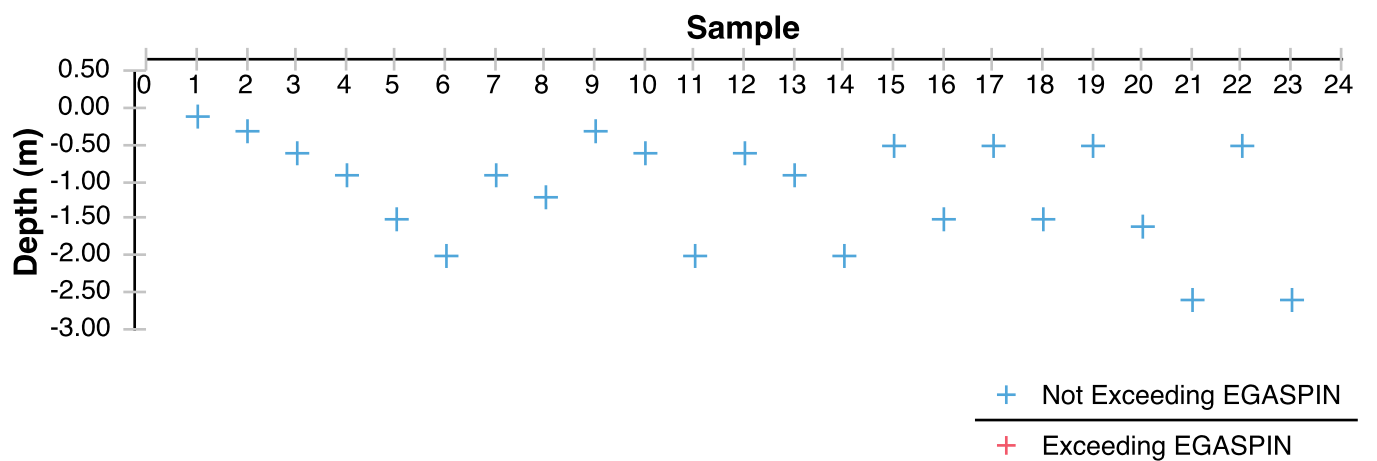 Sample
0 1 2 3 4 5 6 7 8 9 10 11 12 13 14 15 16 17 18 19 20 21 22 23 24
Depth (m)
0.50
0.00
-0.50
-1.00
-1.50
-2.00
-2.50
-3.00
Not Exceeding EGASPIN
Exceeding EGASPIN